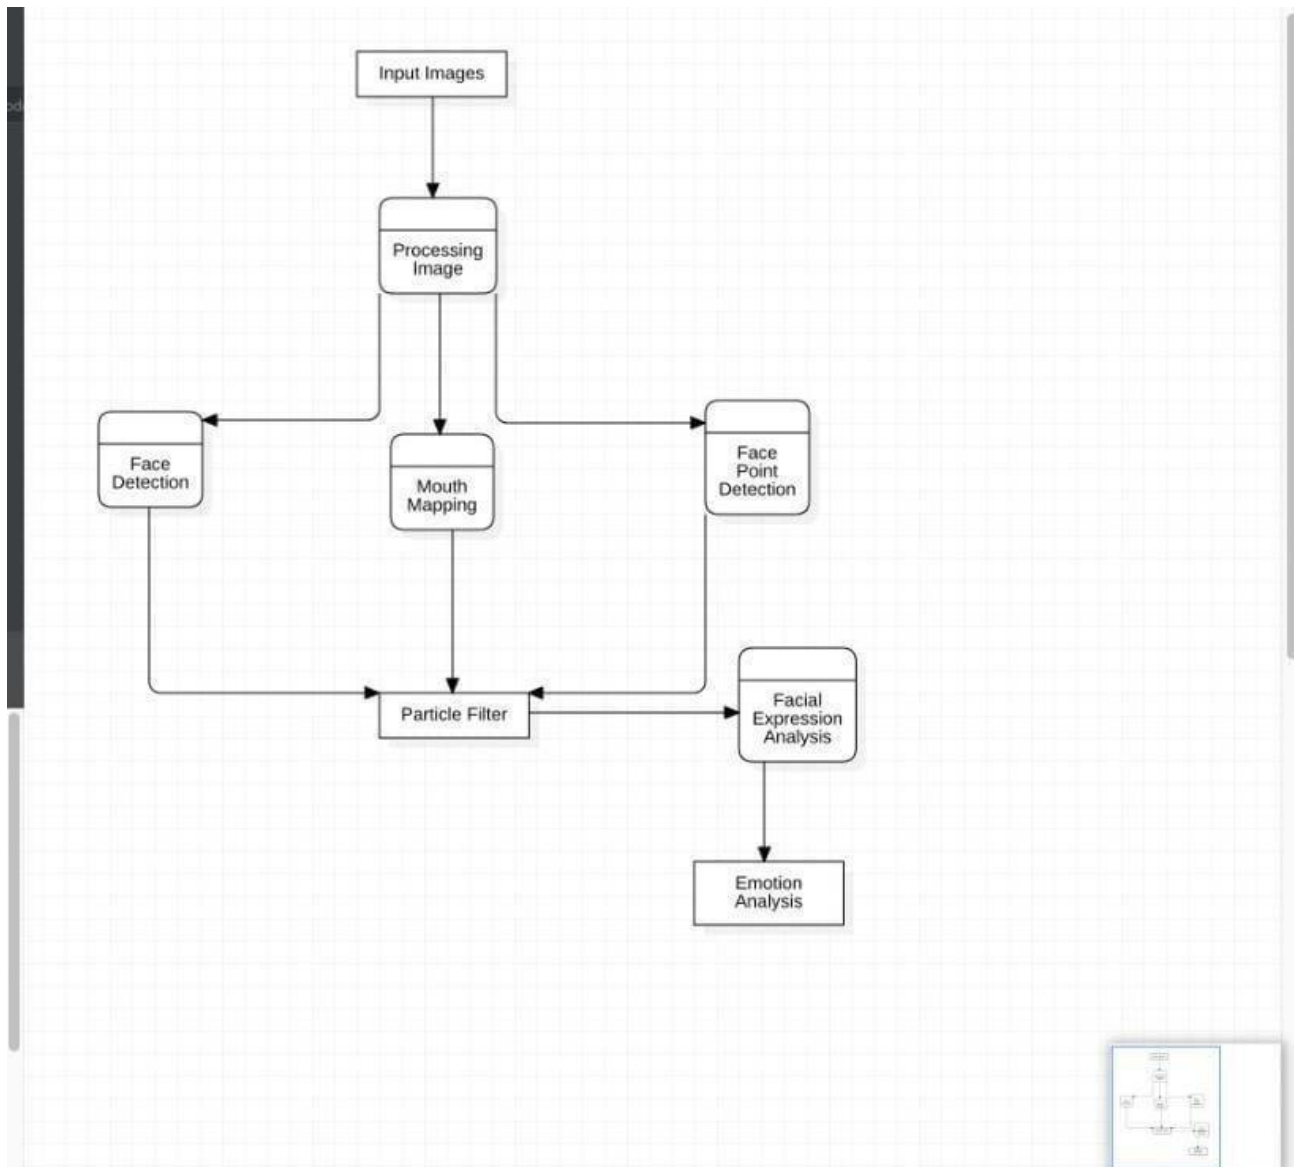 Input Images
Processing
Image
Face
Detection
Mouth
Mapping
Face
Point
Detection
Particle Filter
Facial
Expression
Analysis
Emotion
Analysis